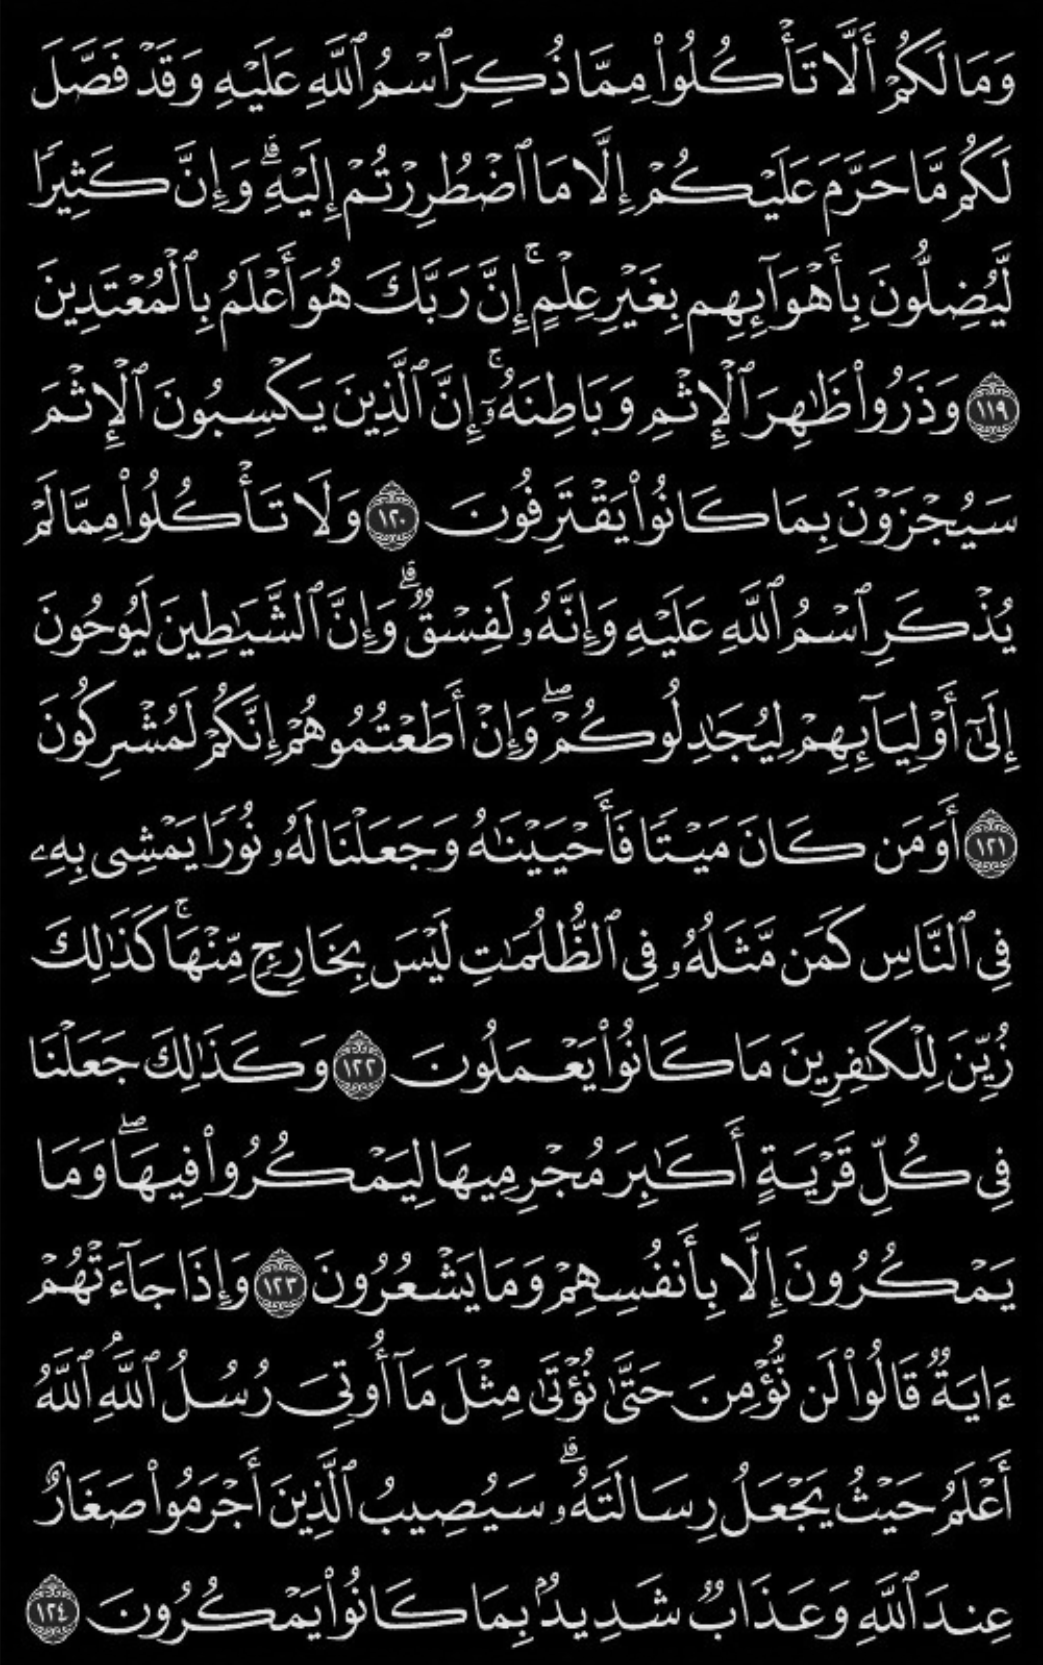 وَمَا لَكُمْ أَلَّا تَأْكُلُوا۟ مِمَّا ذُكِرَ ٱسْمُ ٱللَّهِ عَلَيْهِ وَقَدْ فَصَّلَ
لَكُم مَّا حَرَّمَ عَلَيْكُمْ إِلَّا مَا ٱضْطُرِرْتُمْ إِلَيْهِ ۗ وَإِنَّ كَثِيرًا
لَّيُضِلُّونَ بِأَهْوَآئِهِم بِغَيْرِ عِلْمٍ ۚ إِنَّ رَبَّكَ هُوَ أَعْلَمُ بِٱلْمُعْتَدِينَ
١١٩ وَذَرُوا۟ ظَٰهِرَ ٱلْإِثْمِ وَبَاطِنَهُۥٓ ۚ إِنَّ ٱلَّذِينَ يَكْسِبُونَ ٱلْإِثْمَ
سَيُجْزَوْنَ بِمَا كَانُوا۟ يَقْتَرِفُونَ ١٢٠ وَلَا تَأْكُلُوا۟ مِمَّا لَمْ
يُذْكَرِ ٱسْمُ ٱللَّهِ عَلَيْهِ وَإِنَّهُۥ لَفِسْقٌ ۗ وَإِنَّ ٱلشَّيَٰطِينَ لَيُوحُونَ
إِلَىٰٓ أَوْلِيَآئِهِمْ لِيُجَٰدِلُوكُمْ ۖ وَإِنْ أَطَعْتُمُوهُمْ إِنَّكُمْ لَمُشْرِكُونَ
١٢١ أَوَمَن كَانَ مَيْتًا فَأَحْيَيْنَٰهُ وَجَعَلْنَا لَهُۥ نُورًا يَمْشِى بِهِۦ
فِى ٱلنَّاسِ كَمَن مَّثَلُهُۥ فِى ٱلظُّلُمَٰتِ لَيْسَ بِخَارِجٍ مِّنْهَا ۚ كَذَٰلِكَ
زُيِّنَ لِلْكَٰفِرِينَ مَا كَانُوا۟ يَعْمَلُونَ ١٢٢ وَكَذَٰلِكَ جَعَلْنَا
فِى كُلِّ قَرْيَةٍ أَكَٰبِرَ مُجْرِمِيهَا لِيَمْكُرُوا۟ فِيهَا ۖ وَمَا
يَمْكُرُونَ إِلَّا بِأَنفُسِهِمْ وَمَا يَشْعُرُونَ ١٢٣ وَإِذَا جَآءَتْهُمْ
ءَايَةٌ قَالُوا۟ لَن نُّؤْمِنَ حَتَّىٰ نُؤْتَىٰ مِثْلَ مَآ أُوتِىَ رُسُلُ ٱللَّهِ ۘ ٱللَّهُ
أَعْلَمُ حَيْثُ يَجْعَلُ رِسَالَتَهُۥ ۗ سَيُصِيبُ ٱلَّذِينَ أَجْرَمُوا۟ صَغَارٌ
عِندَ ٱللَّهِ وَعَذَابٌ شَدِيدٌۢ بِمَا كَانُوا۟ يَمْكُرُونَ ١٢٤